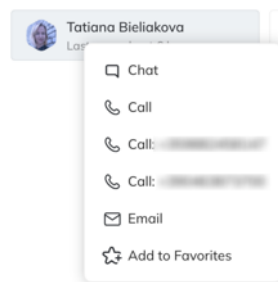 Tatiana Bieliakova
Chat
Call
Call:
Call:
Email
Add to Favorites